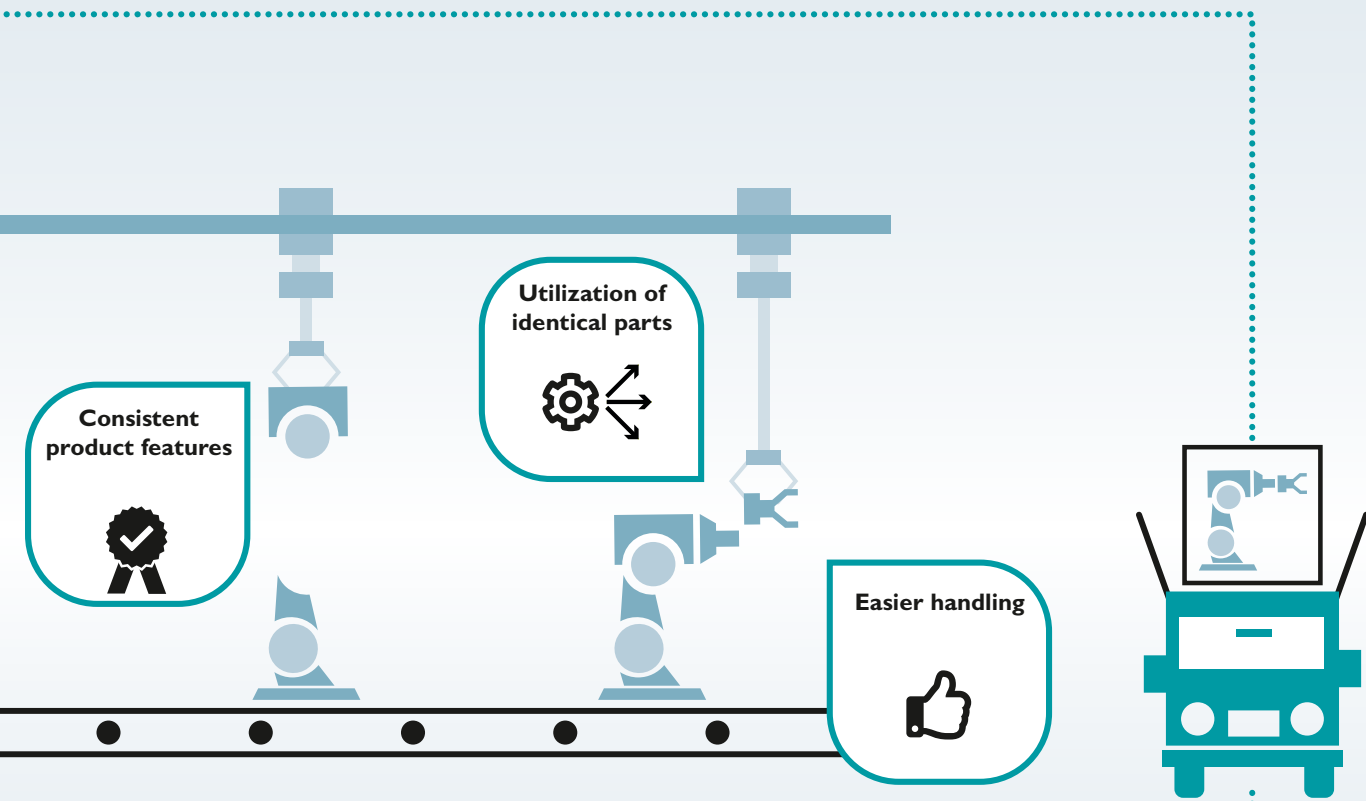 Utilization of
identical parts
Consistent
product features
Easier handling